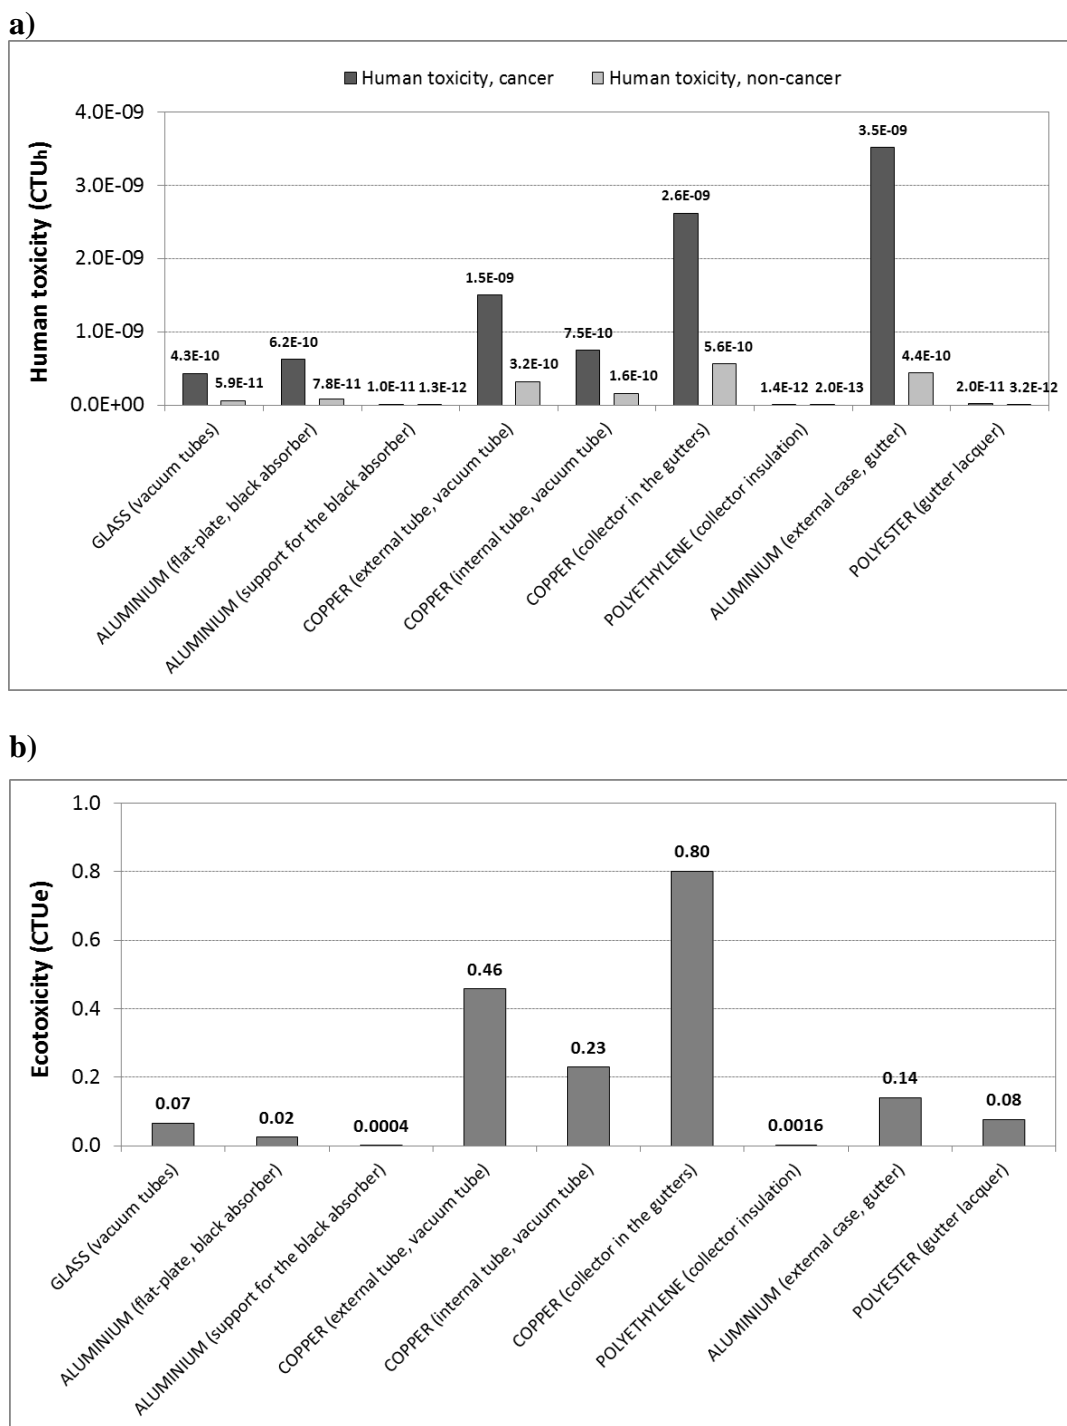 a)
Human toxicity, cancer
Human toxicity, non-cancer
Human toxicity (CTUh)
4.0E-09
3.0E-09
2.0E-09
1.0E-09
0.0E+00
4.3E-10
5.9E-11
6.2E-10
7.8E-11
1.0E-11
1.3E-12
1.5E-09
3.2E-10
7.5E-10
1.6E-10
2.6E-09
5.6E-10
1.4E-12
2.0E-13
3.5E-09
4.4E-10
2.0E-11
3.2E-12
GLASS (vacuum tubes)
ALUMINIUM (flat-plate, black absorber)
ALUMINIUM (support for the black absorber)
COPPER (external tube, vacuum tube)
COPPER (internal tube, vacuum tube)
COPPER (collector in the gutters)
POLYETHYLENE (collector insulation)
ALUMINIUM (external case, gutter)
POLYESTER (gutter lacquer)
b)
Ecotoxicity (CTUe)
1.0
0.8
0.6
0.4
0.2
0.0
0.07
0.02
0.0004
0.46
0.23
0.80
0.0016
0.14
0.08
GLASS (vacuum tubes)
ALUMINIUM (flat-plate, black absorber)
ALUMINIUM (support for the black absorber)
COPPER (external tube, vacuum tube)
COPPER (internal tube, vacuum tube)
COPPER (collector in the gutters)
POLYETHYLENE (collector insulation)
ALUMINIUM (external case, gutter)
POLYESTER (gutter lacquer)